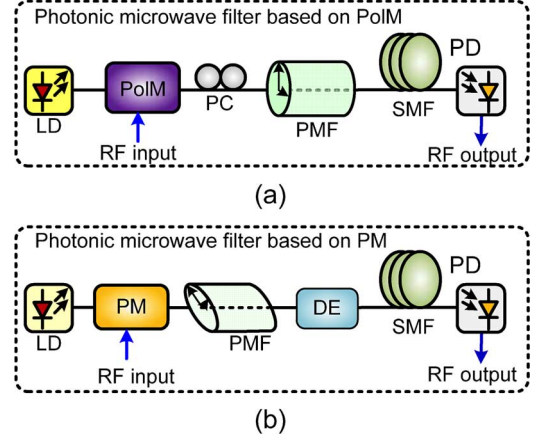 Photonic microwave filter based on PolM
PD
PolM
LD
PC
PMF
SMF
RF input
RF output
(a)
Photonic microwave filter based on PM
PD
PM
DE
LD
PMF
SMF
RF input
RF output
(b)